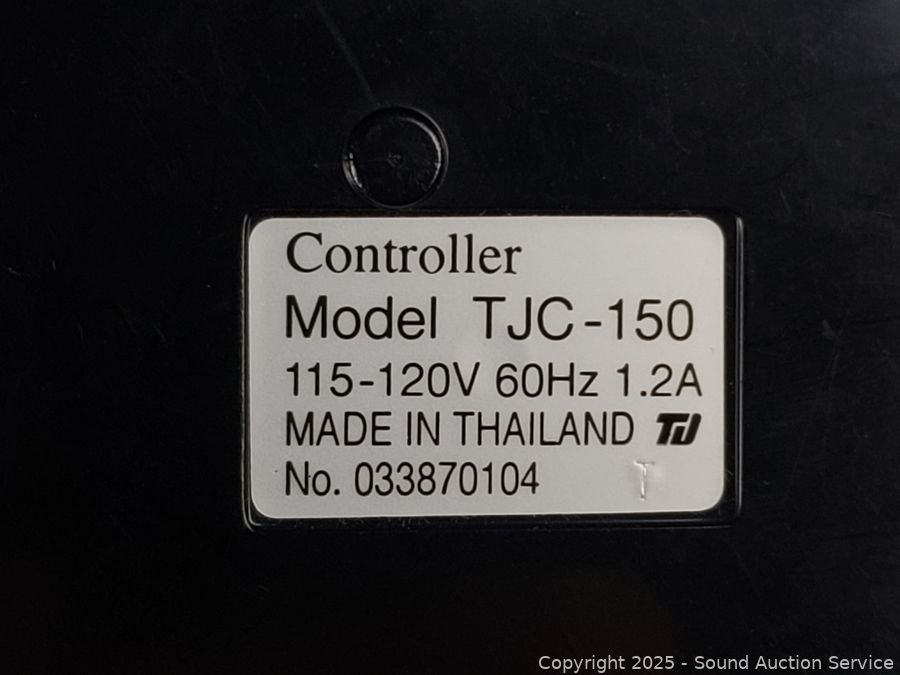 Controller
Model TJC-150
115-120V 60Hz 1.2A
MADE IN THAILAND TJ
No. 033870104 T
Copyright 2025 - Sound Auction Service